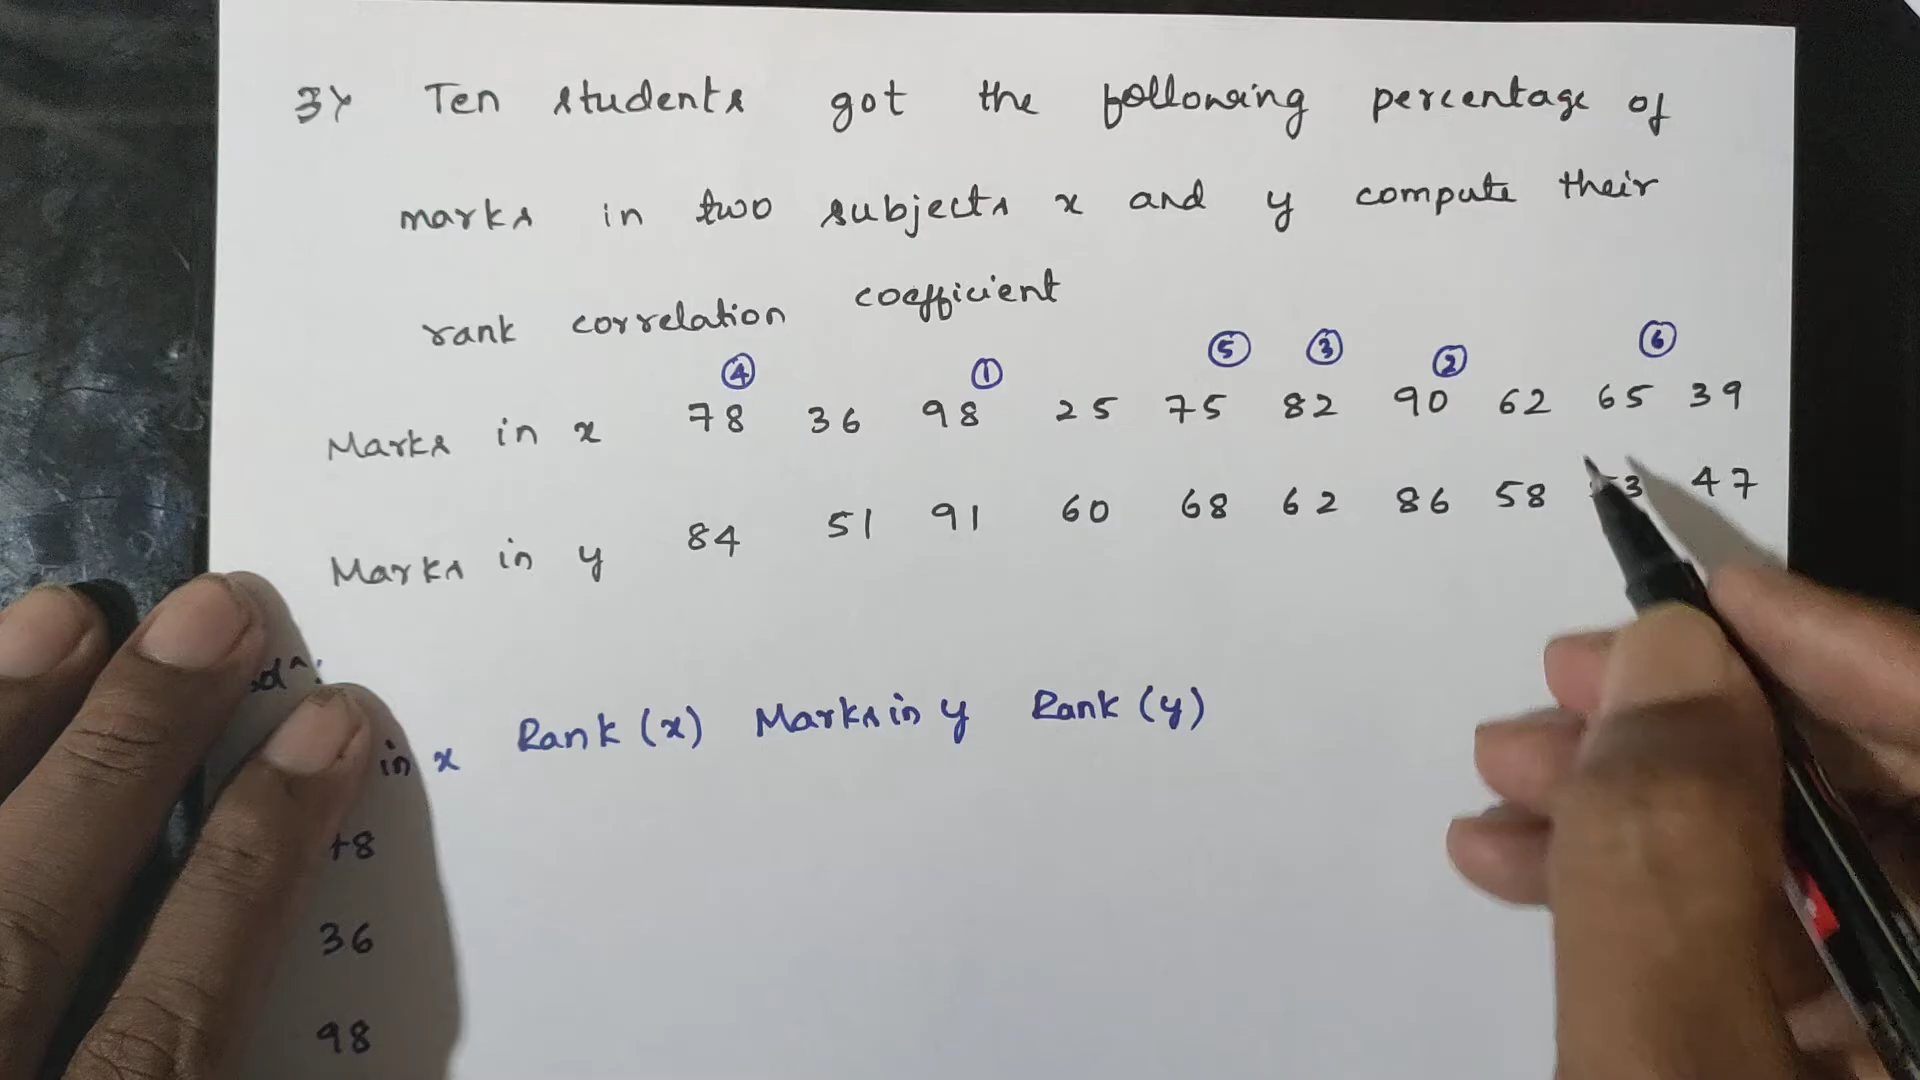 3) Ten students got the following percentage of
marks in two subjects x and y compute their
rank correlation coefficient
④ ① ⑤ ③ ② ⑥
Marks in x 78 36 98 25 75 82 90 62 65 39
Marks in y 84 51 91 60 68 62 86 58 47
in x Rank (x) Marks in y Rank (y)
78
36
98